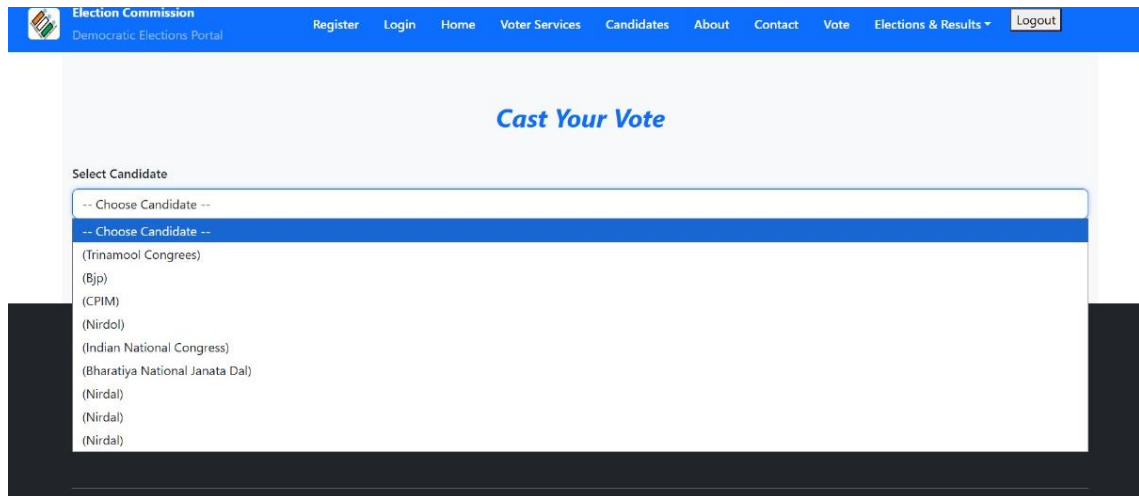 Election Commission
Democratic Elections Portal
Register Login Home Voter Services Candidates About Contact Vote Elections & Results Logout
Cast Your Vote
Select Candidate
-- Choose Candidate --
-- Choose Candidate --
(Trinamool Congrees)
(Bjp)
(CPIM)
(Nirdol)
(Indian National Congress)
(Bharatiya National Janata Dal)
(Nirdal)
(Nirdal)
(Nirdal)